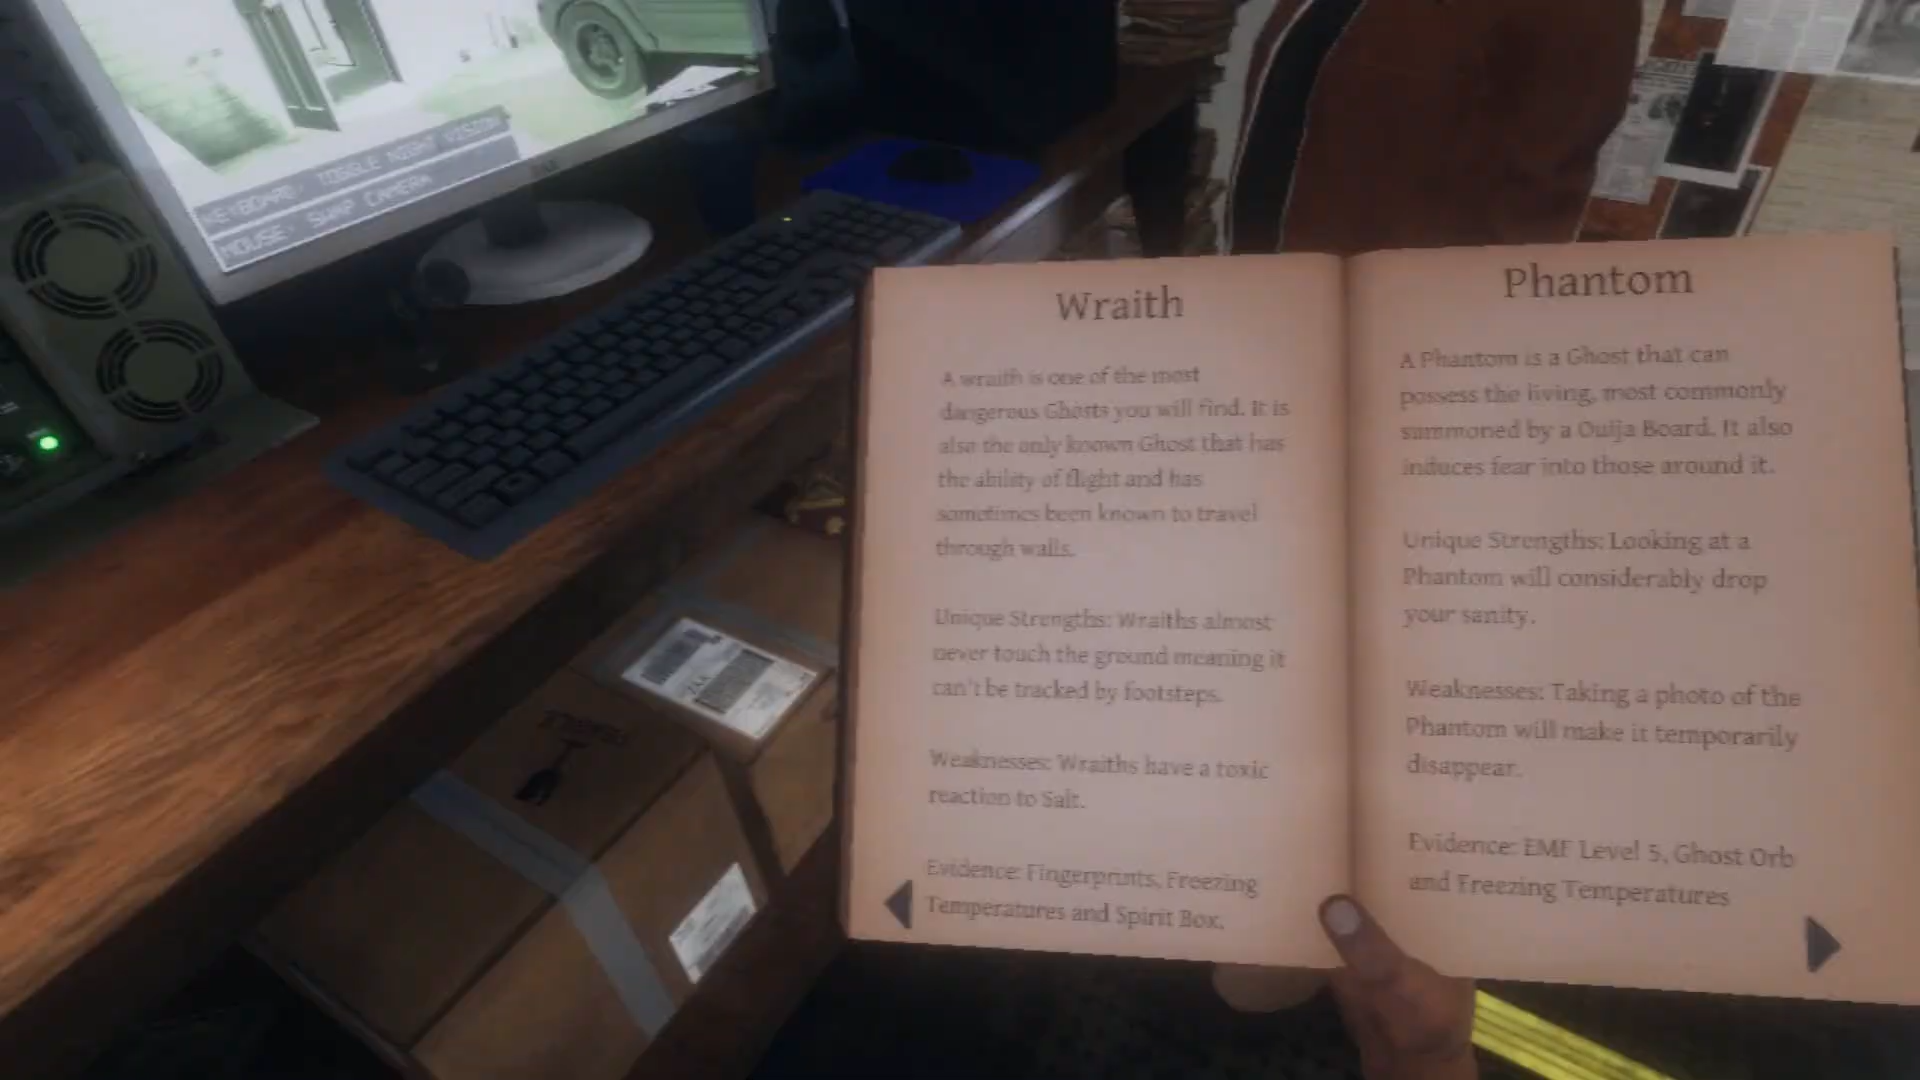 KEYBOARD: TOGGLE NIGHT VISION
MOUSE: SWAP CAMERA
Wraith
A wraith is one of the most
dangerous Ghosts you will find. It is
also the only known Ghost that has
the ability of flight and has
sometimes been known to travel
through walls.
Unique Strengths: Wraiths almost
never touch the ground meaning it
can't be tracked by footsteps.
Weaknesses: Wraiths have a toxic
reaction to Salt.
Evidence: Fingerprints, Freezing
Temperatures and Spirit Box.
Phantom
A Phantom is a Ghost that can
possess the living, most commonly
summoned by a Ouija Board. It also
induces fear into those around it.
Unique Strengths: Looking at a
Phantom will considerably drop
your sanity.
Weaknesses: Taking a photo of the
Phantom will make it temporarily
disappear.
Evidence: EMF Level 5, Ghost Orb
and Freezing Temperatures